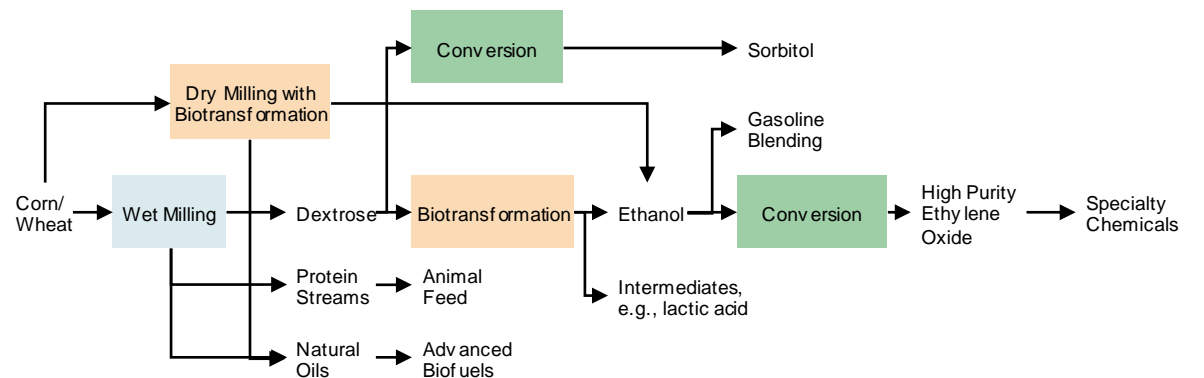 Conversion
Sorbitol
Dry Milling with
Biotransformation
Gasoline
Blending
Corn/
Wheat
Wet Milling
Dextrose
Biotransformation
Ethanol
Conversion
High Purity
Ethylene
Oxide
Specialty
Chemicals
Protein
Streams
Animal
Feed
Intermediates,
e.g., lactic acid
Natural
Oils
Advanced
Biofuels